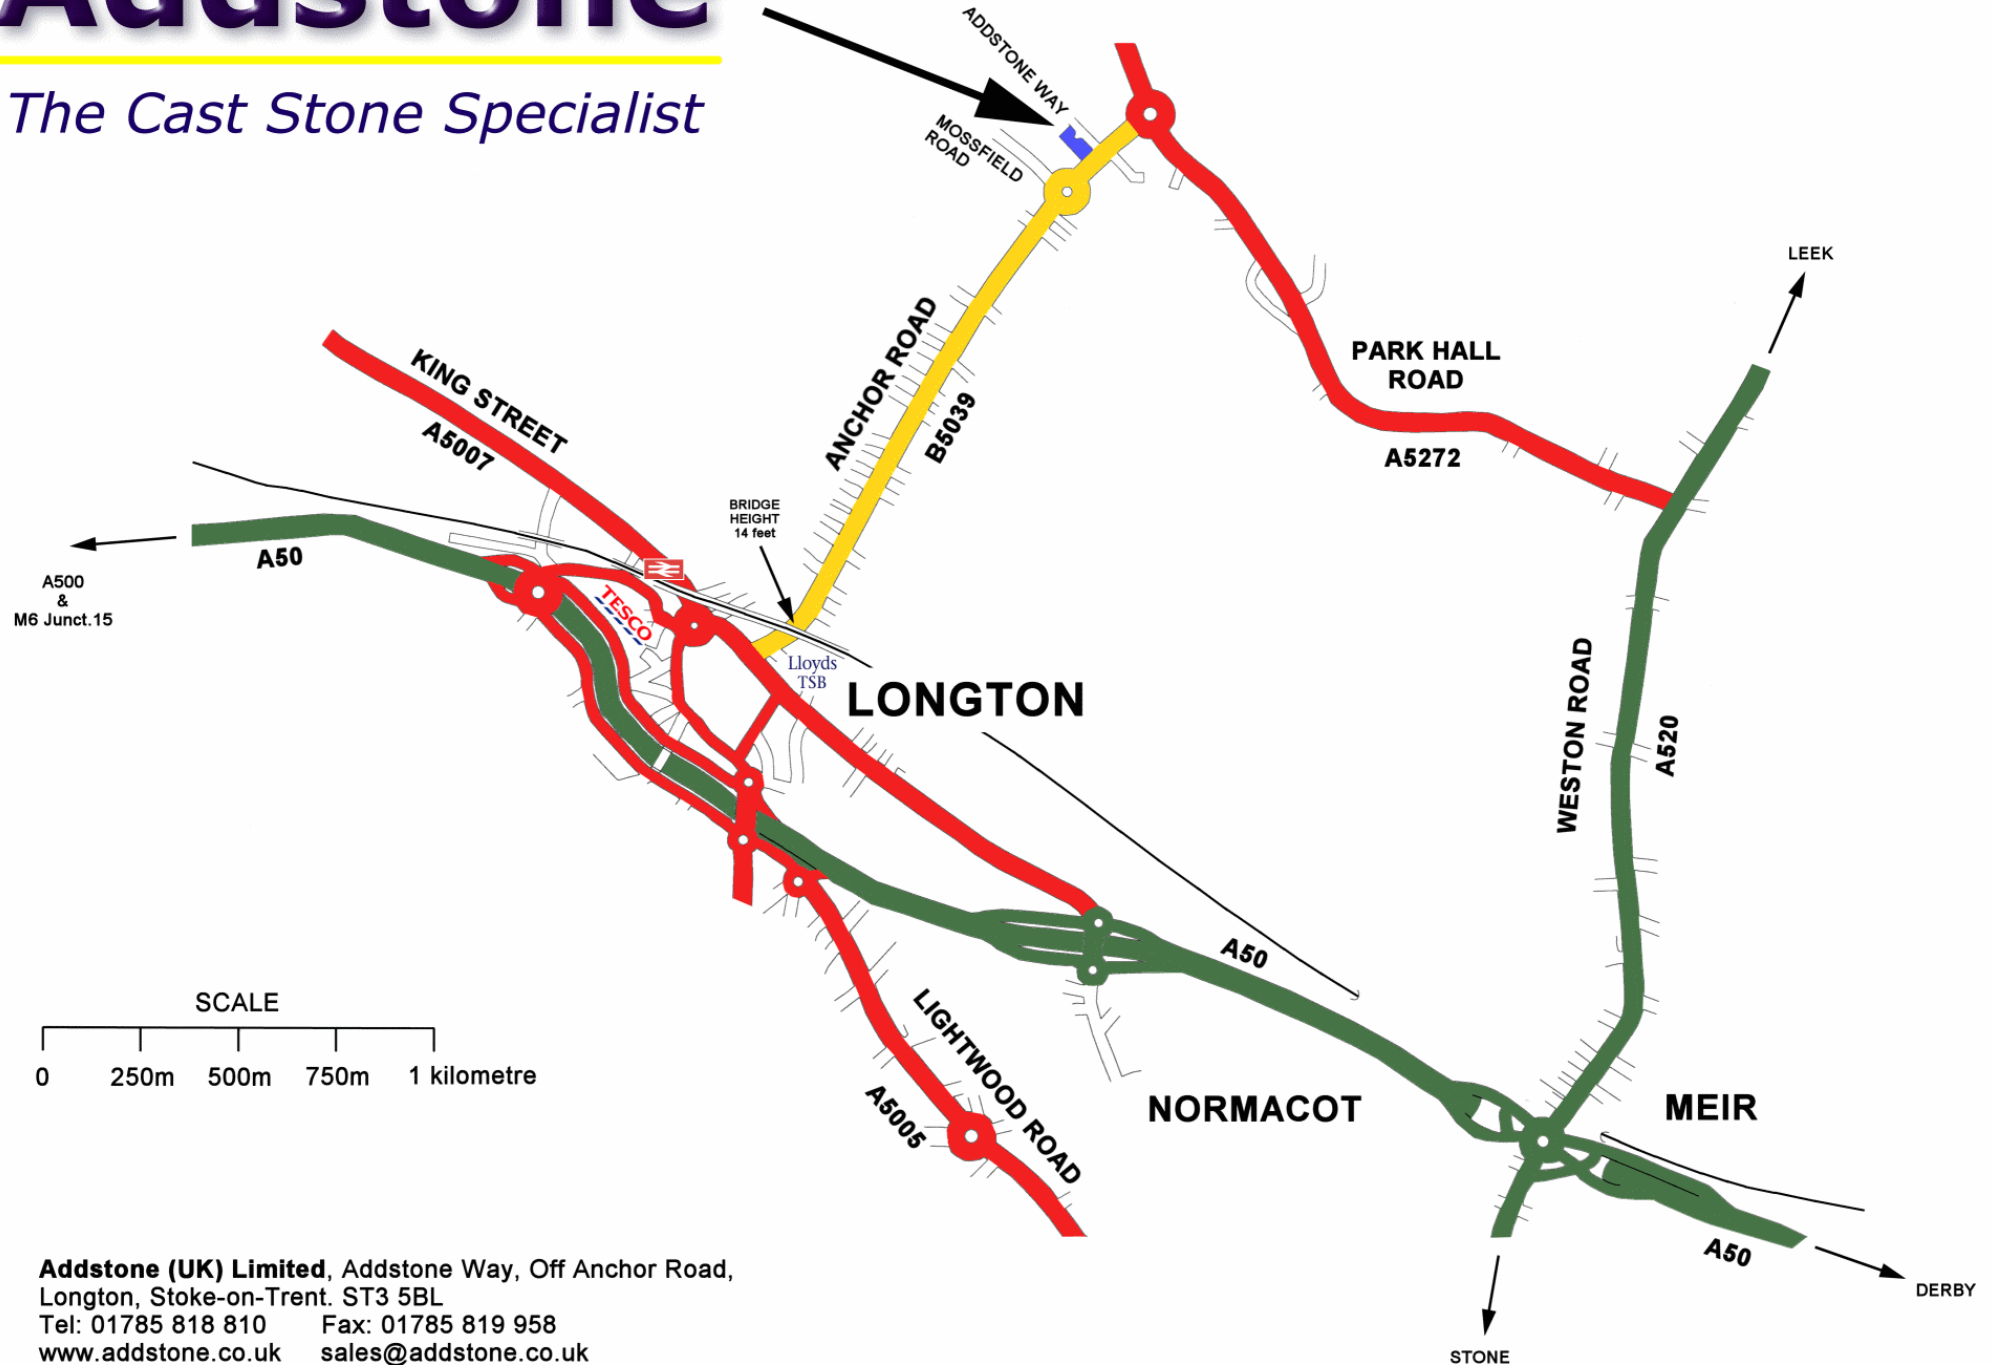 Addstone
The Cast Stone Specialist
ADDSTONE WAY
MOSSFIELD
ROAD
LEEK
PARK HALL
ROAD
A5272
KING STREET
A5007
ANCHOR ROAD
B5039
BRIDGE
HEIGHT
14 feet
A50
A500
&
M6 Junct.15
TESCO
Lloyds
TSB
LONGTON
WESTON ROAD
A520
A50
LIGHTWOOD ROAD
A5005
NORMACOT
MEIR
A50
DERBY
STONE
SCALE
0 250m 500m 750m 1 kilometre
Addstone (UK) Limited, Addstone Way, Off Anchor Road,
Longton, Stoke-on-Trent. ST3 5BL
Tel: 01785 818 810 Fax: 01785 819 958
www.addstone.co.uk sales@addstone.co.uk